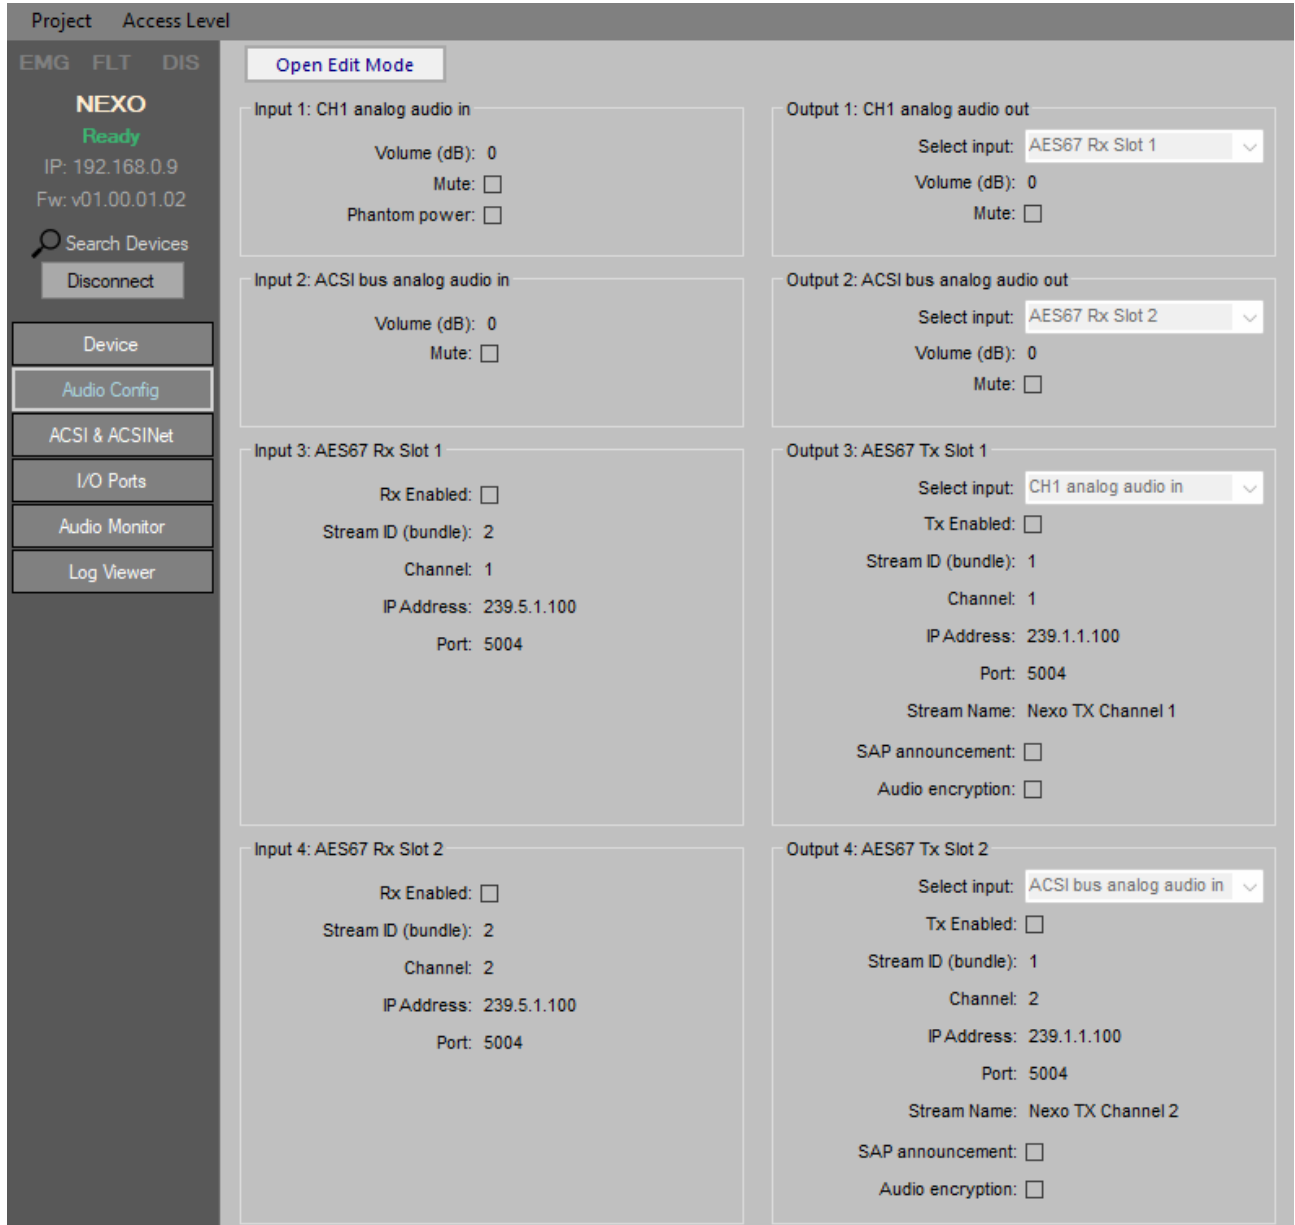 Project Access Level
EMG FLT DIS
NEXO
Ready
IP: 192.168.0.9
Fw: v01.00.01.02
Search Devices
Disconnect
Device
Audio Config
ACSI & ACSINet
I/O Ports
Audio Monitor
Log Viewer
Open Edit Mode
Input 1: CH1 analog audio in
Volume (dB): 0
Mute:
Phantom power:
Output 1: CH1 analog audio out
Select input: AES67 Rx Slot 1
Volume (dB): 0
Mute:
Input 2: ACSI bus analog audio in
Volume (dB): 0
Mute:
Output 2: ACSI bus analog audio out
Select input: AES67 Rx Slot 2
Volume (dB): 0
Mute:
Input 3: AES67 Rx Slot 1
Rx Enabled:
Stream ID (bundle): 2
Channel: 1
IP Address: 239.5.1.100
Port: 5004
Output 3: AES67 Tx Slot 1
Select input: CH1 analog audio in
Tx Enabled:
Stream ID (bundle): 1
Channel: 1
IP Address: 239.1.1.100
Port: 5004
Stream Name: Nexo TX Channel 1
SAP announcement:
Audio encryption:
Input 4: AES67 Rx Slot 2
Rx Enabled:
Stream ID (bundle): 2
Channel: 2
IP Address: 239.5.1.100
Port: 5004
Output 4: AES67 Tx Slot 2
Select input: ACSI bus analog audio in
Tx Enabled:
Stream ID (bundle): 1
Channel: 2
IP Address: 239.1.1.100
Port: 5004
Stream Name: Nexo TX Channel 2
SAP announcement:
Audio encryption: